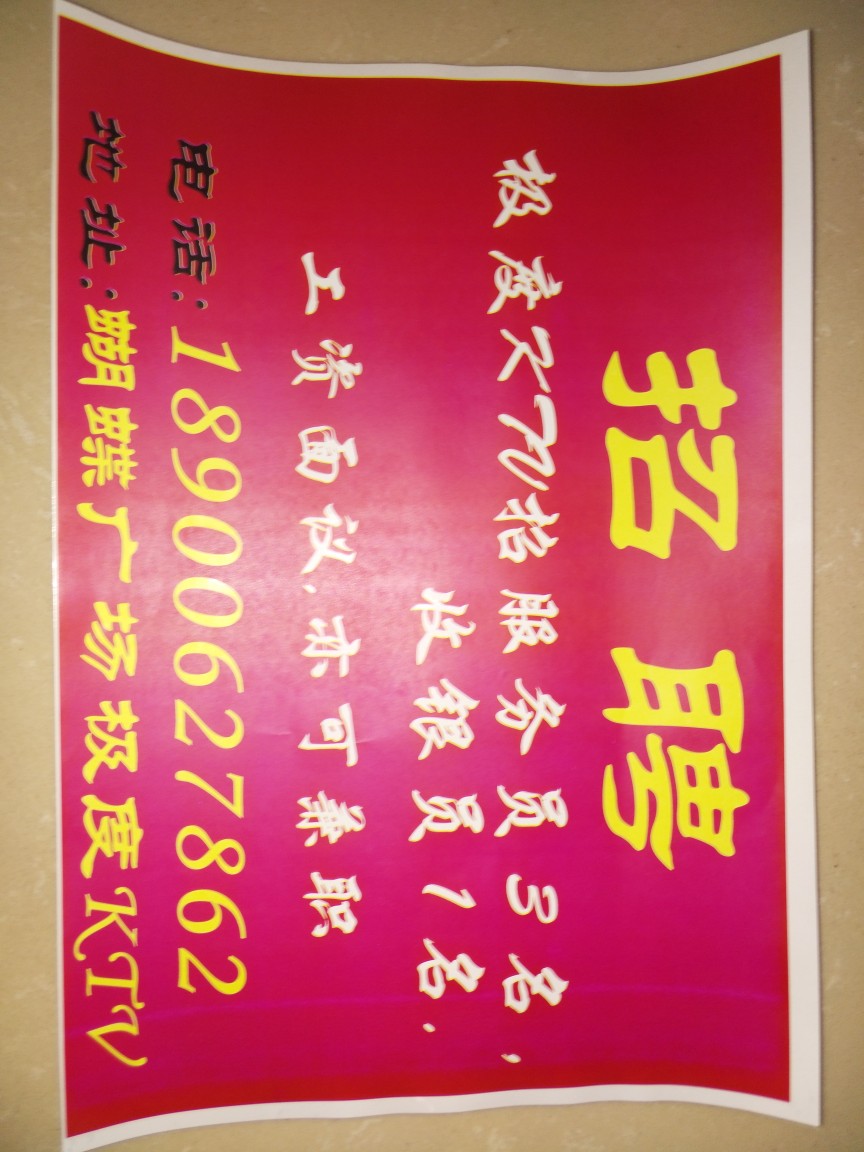 招聘
极度KTV招服务员3名,
收银员1名.
工资面议.亦可兼职
电话:18900627862
地址:蝴蝶广场极度KTV